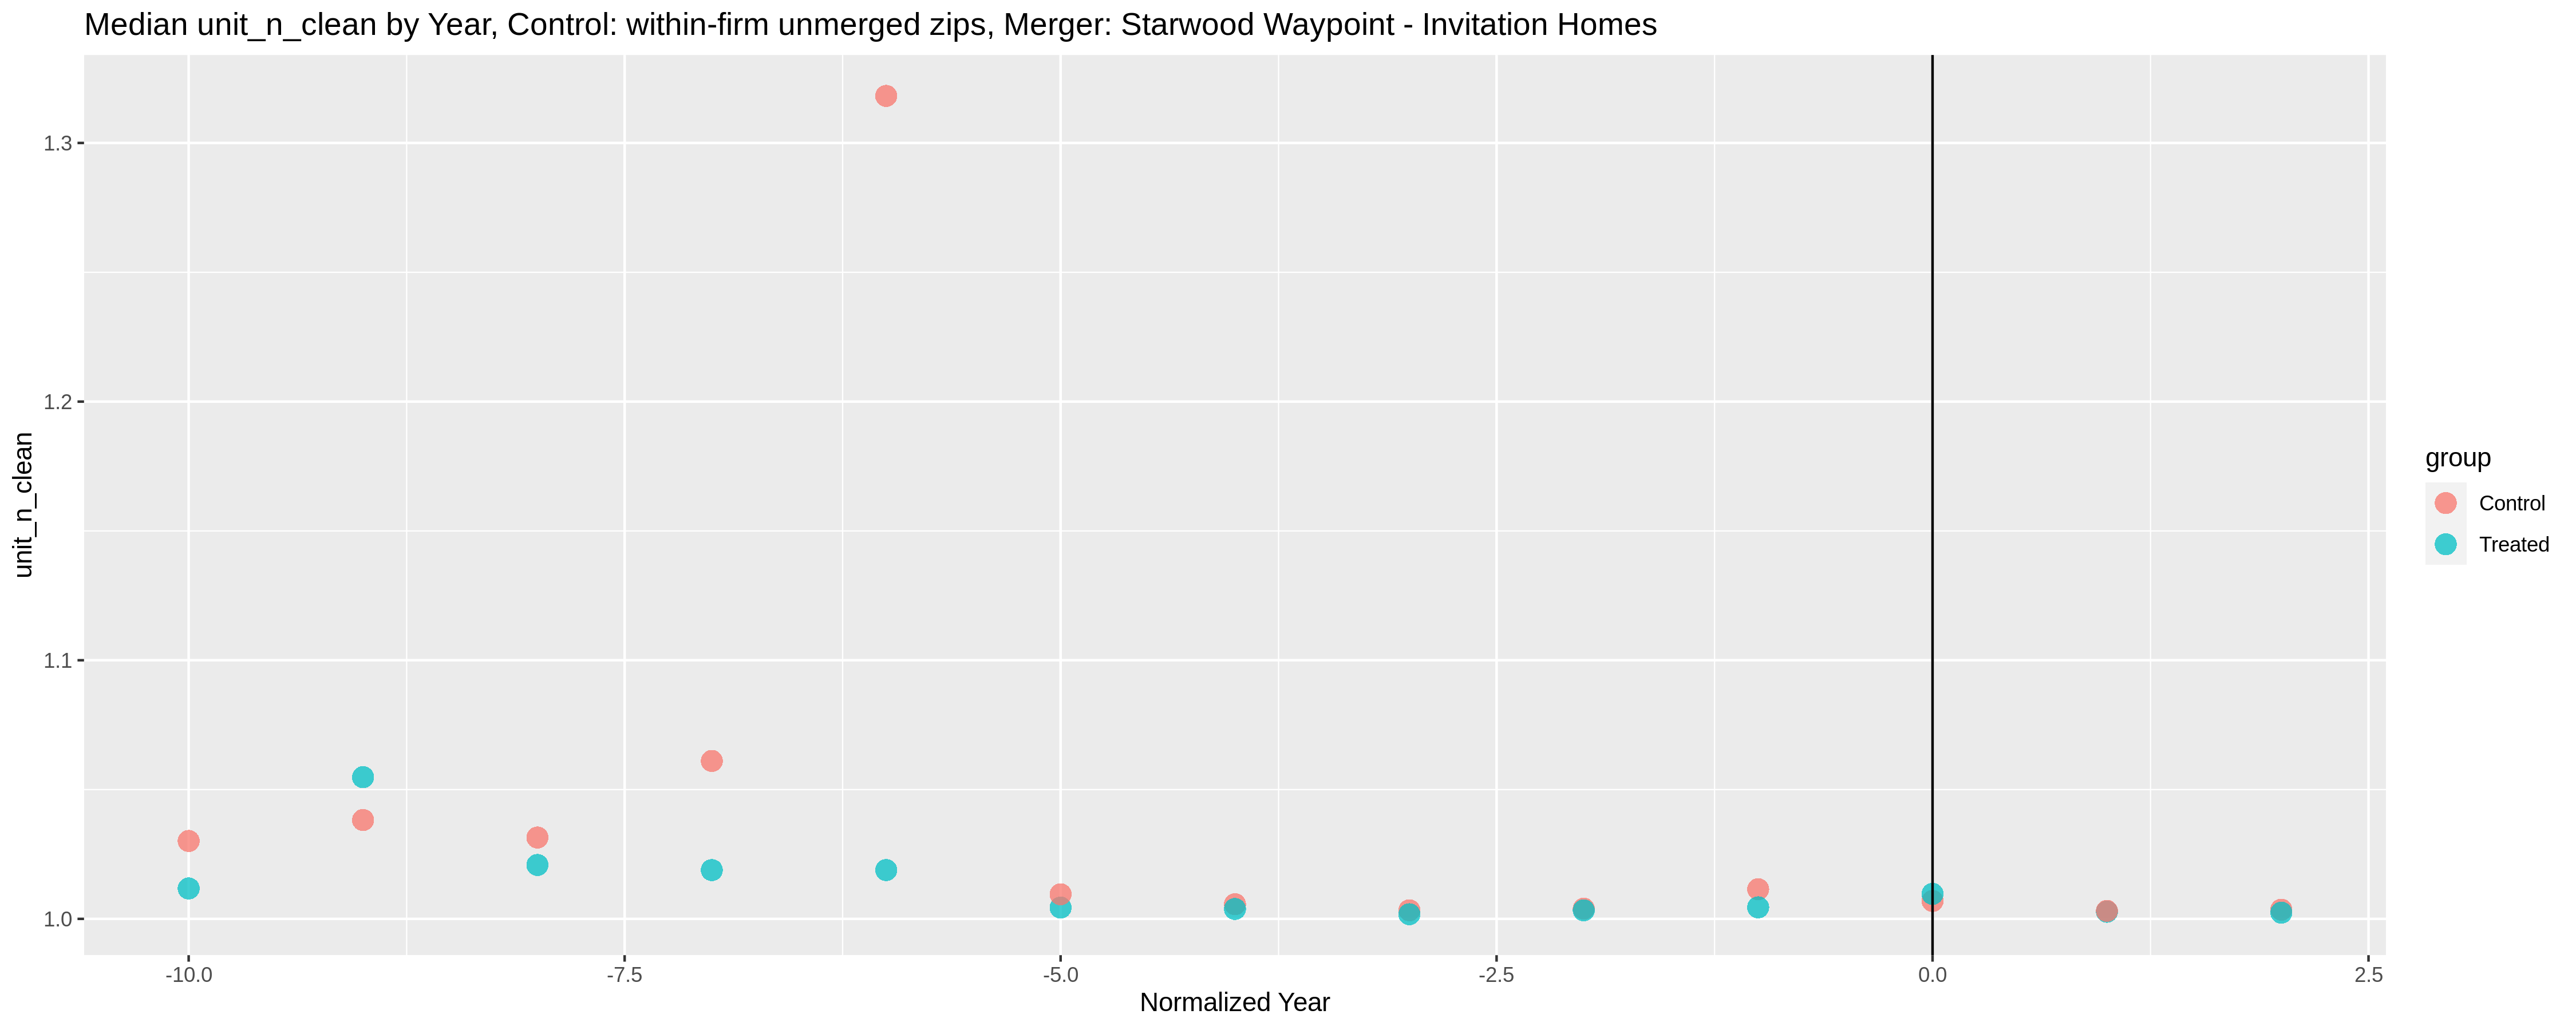 Median unit_n_clean by Year, Control: within-firm unmerged zips, Merger: Starwood Waypoint - Invitation Homes
1.3
1.2
1.1
1.0
unit_n_clean
-10.0
-7.5
-5.0
-2.5
0.0
2.5
Normalized Year
group
Control
Treated